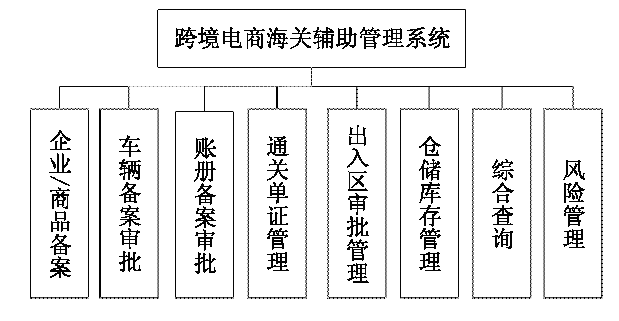 跨境电商海关辅助管理系统
企业//商品备案
车辆备案审批
账册备案审批
通关单证管理
出入区审批管理
仓储库存管理
综合查询
风险管理